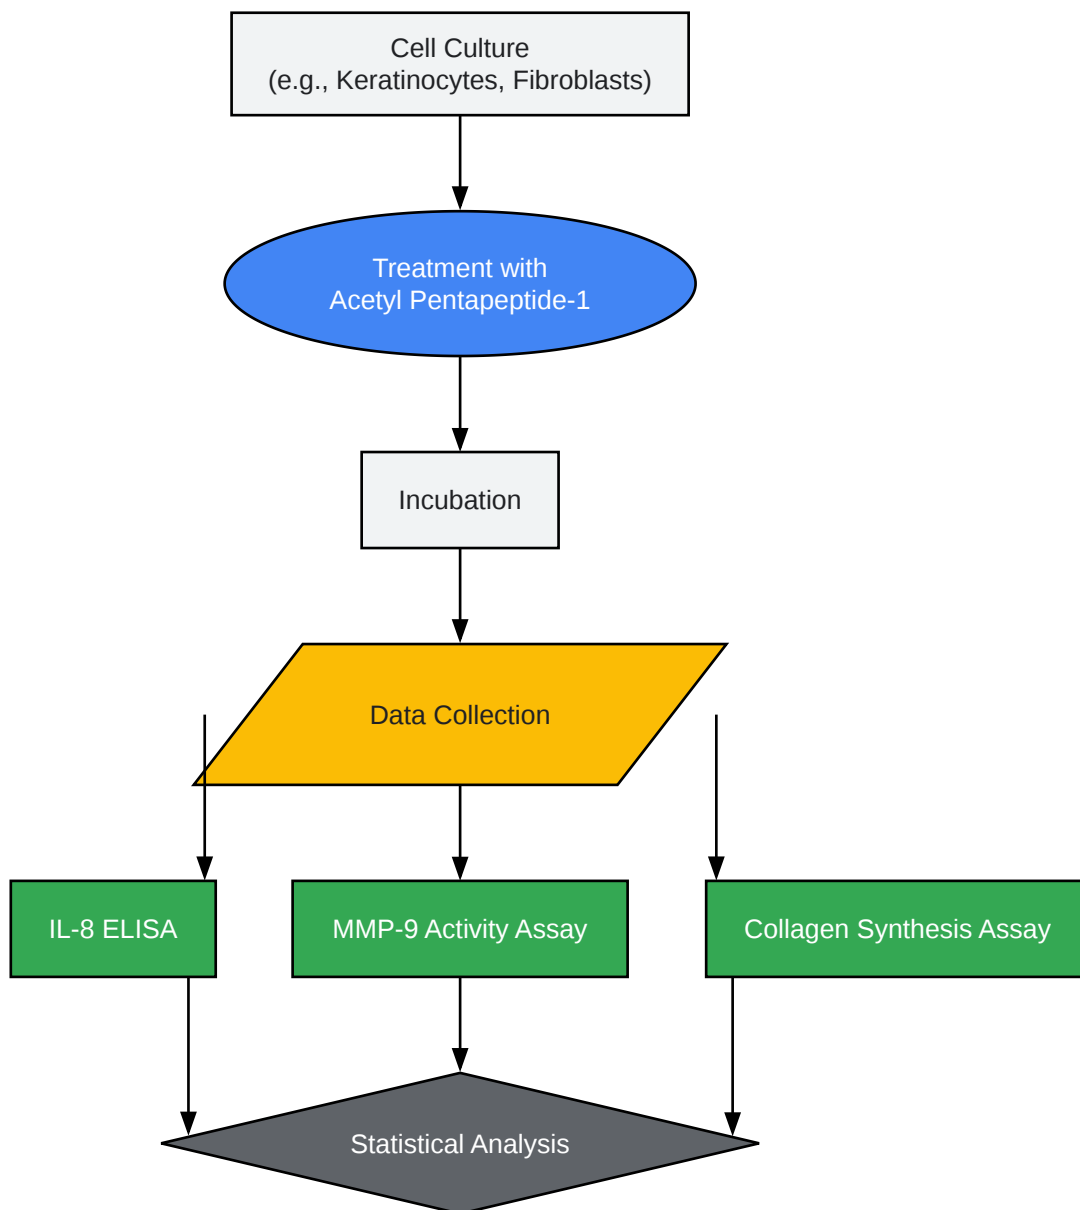 Cell Culture
(e.g., Keratinocytes, Fibroblasts)
Treatment with
Acetyl Pentapeptide-1
Incubation
Data Collection
IL-8 ELISA
MMP-9 Activity Assay
Collagen Synthesis Assay
Statistical Analysis